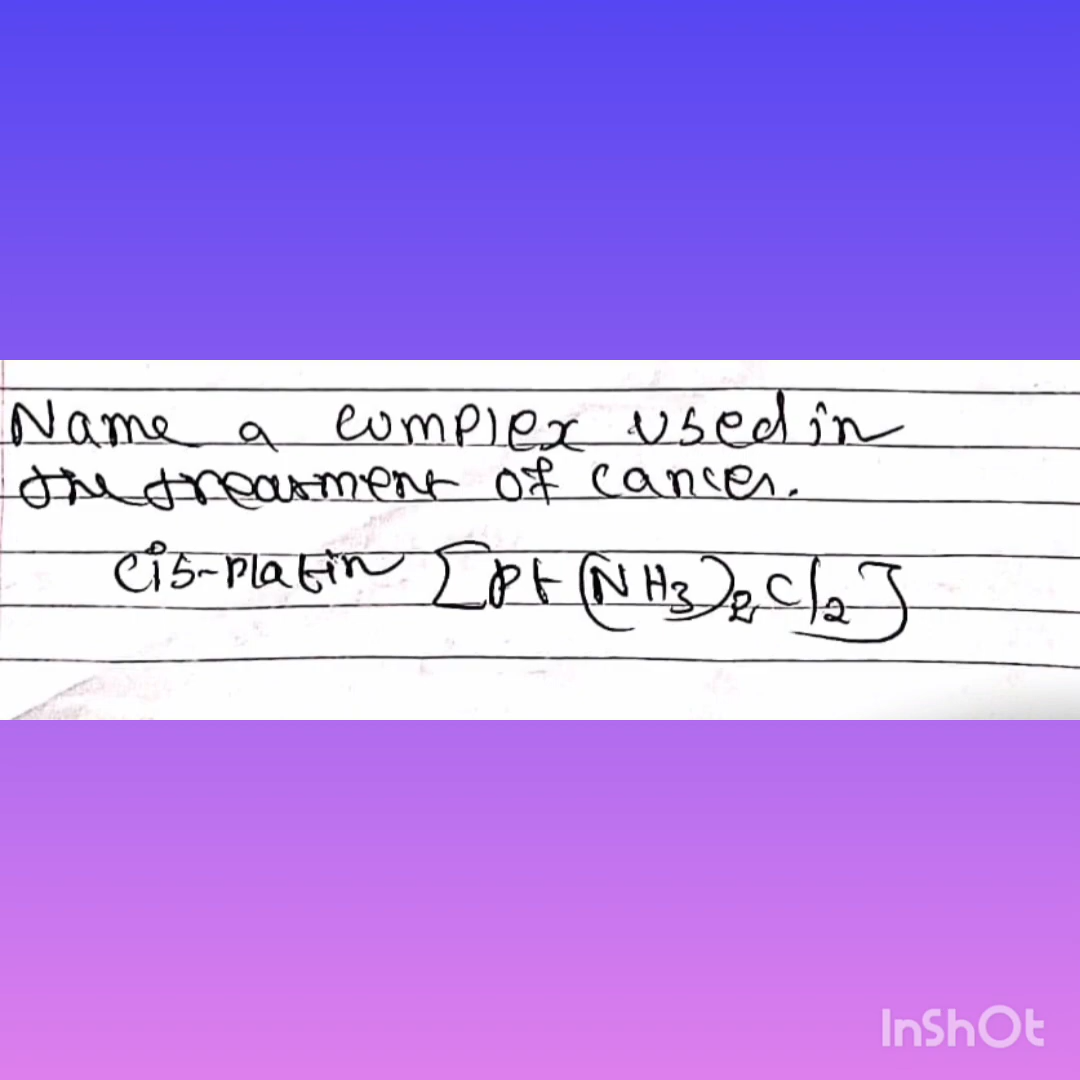 Name a complex used in
the treatment of cancer.
cis-platin [Pt(NH3)2Cl2]
InShOt